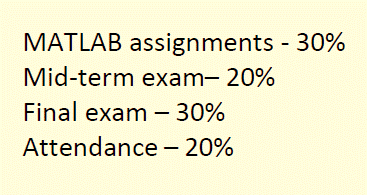 MATLAB assignments - 30%
Mid-term exam– 20%
Final exam – 30%
Attendance – 20%